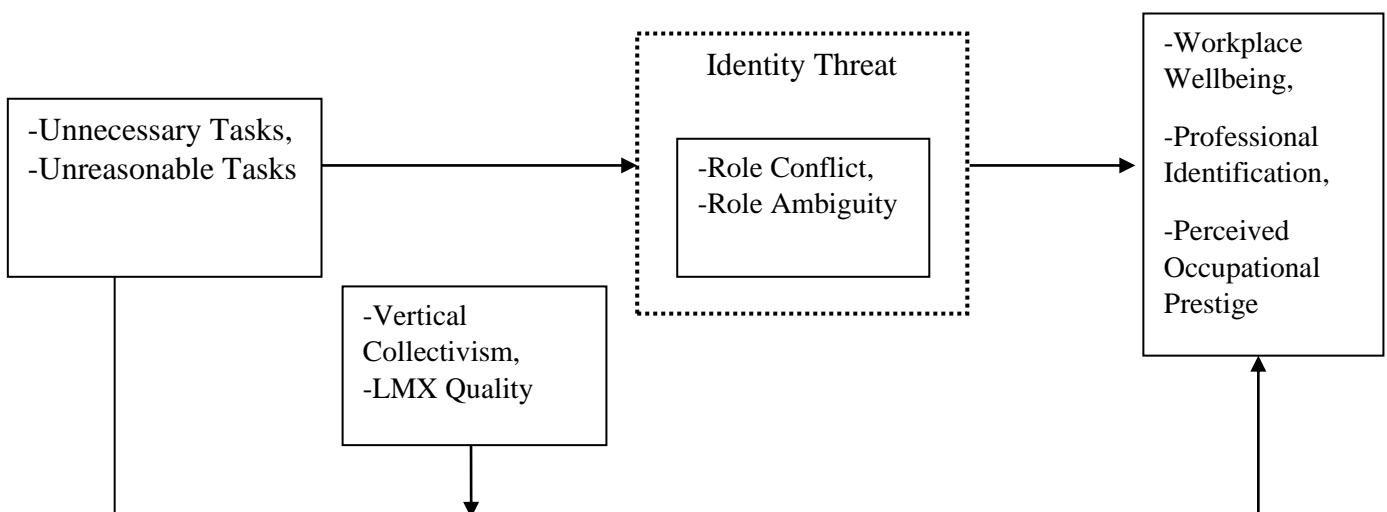 -Unnecessary Tasks,
-Unreasonable Tasks
Identity Threat
-Role Conflict,
-Role Ambiguity
-Workplace
Wellbeing,
-Professional
Identification,
-Perceived
Occupational
Prestige
-Vertical
Collectivism,
-LMX Quality